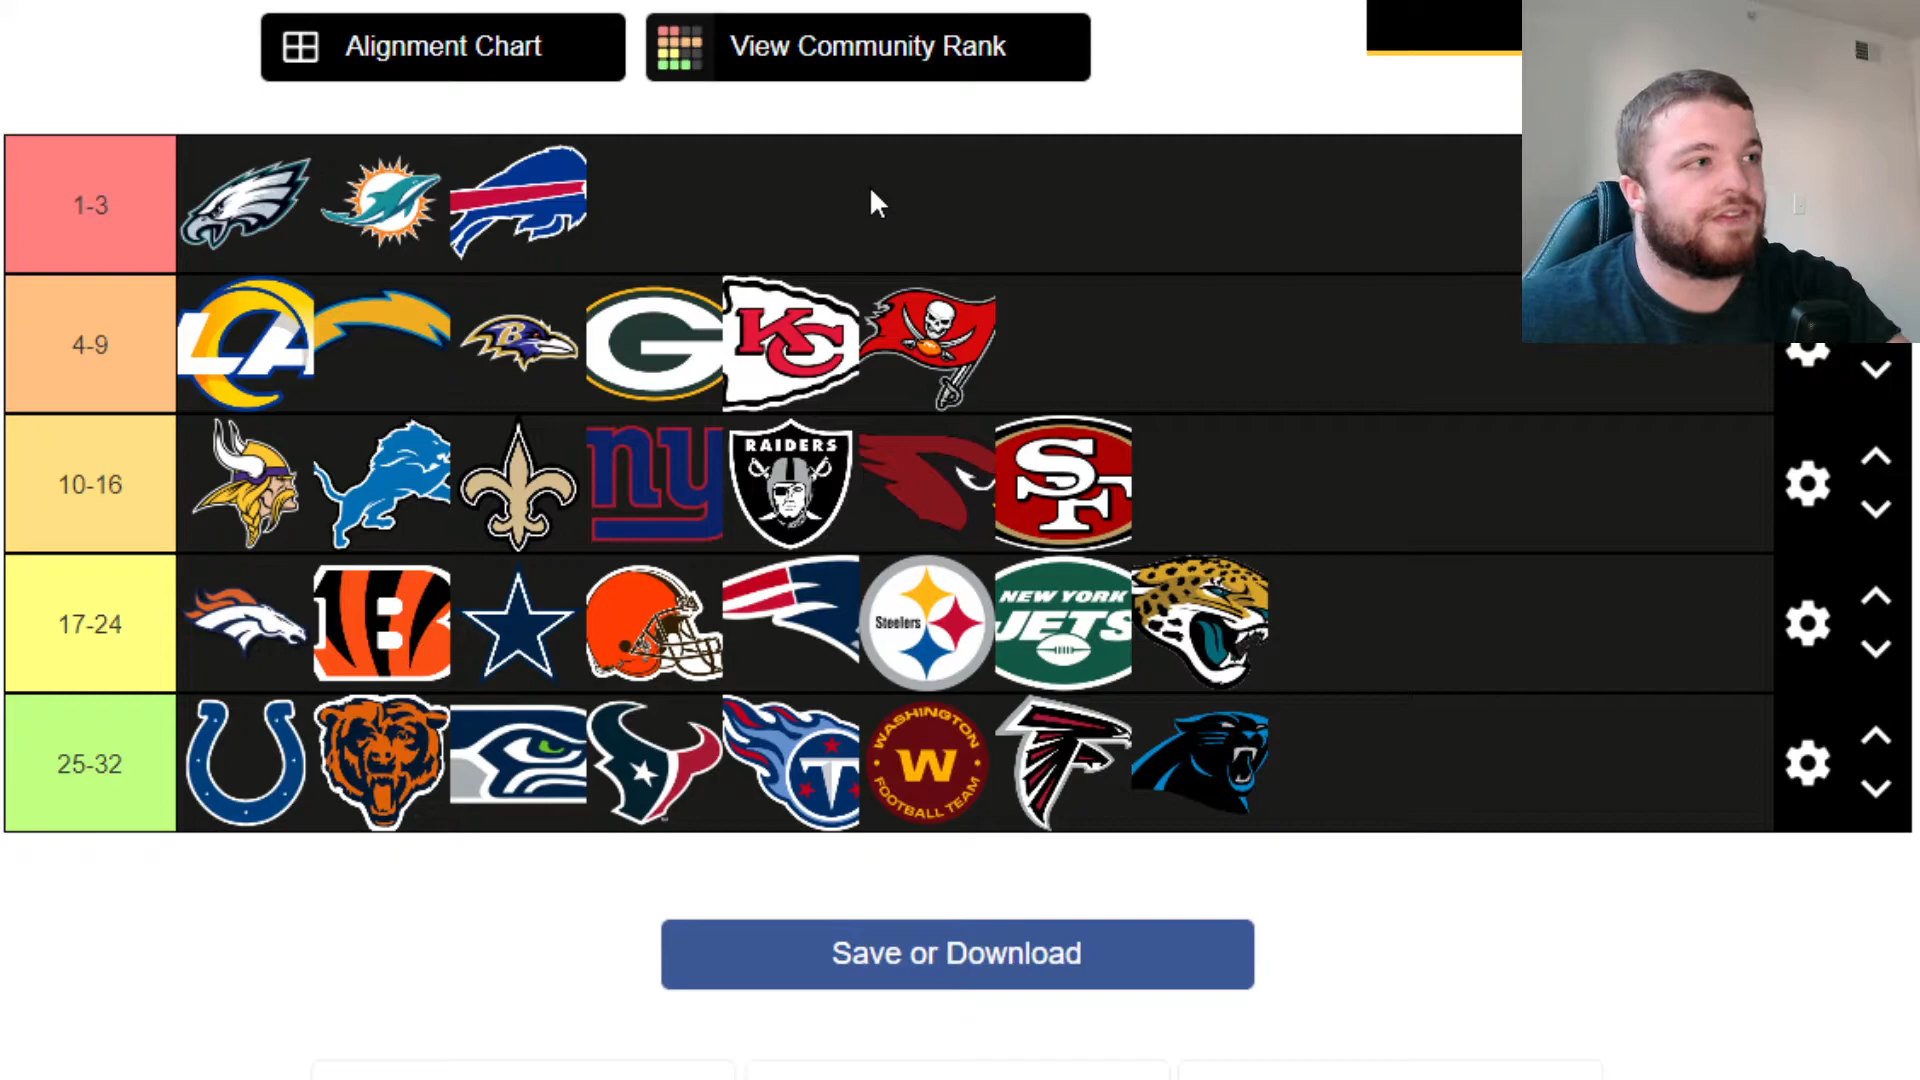 Alignment Chart
View Community Rank
1-3
4-9
LA
B
G
KC
10-16
ny
RAIDERS
SF
17-24
B
Steelers
NEW YORK
JETS
25-32
T
WASHINGTON
W
FOOTBALL TEAM
Save or Download